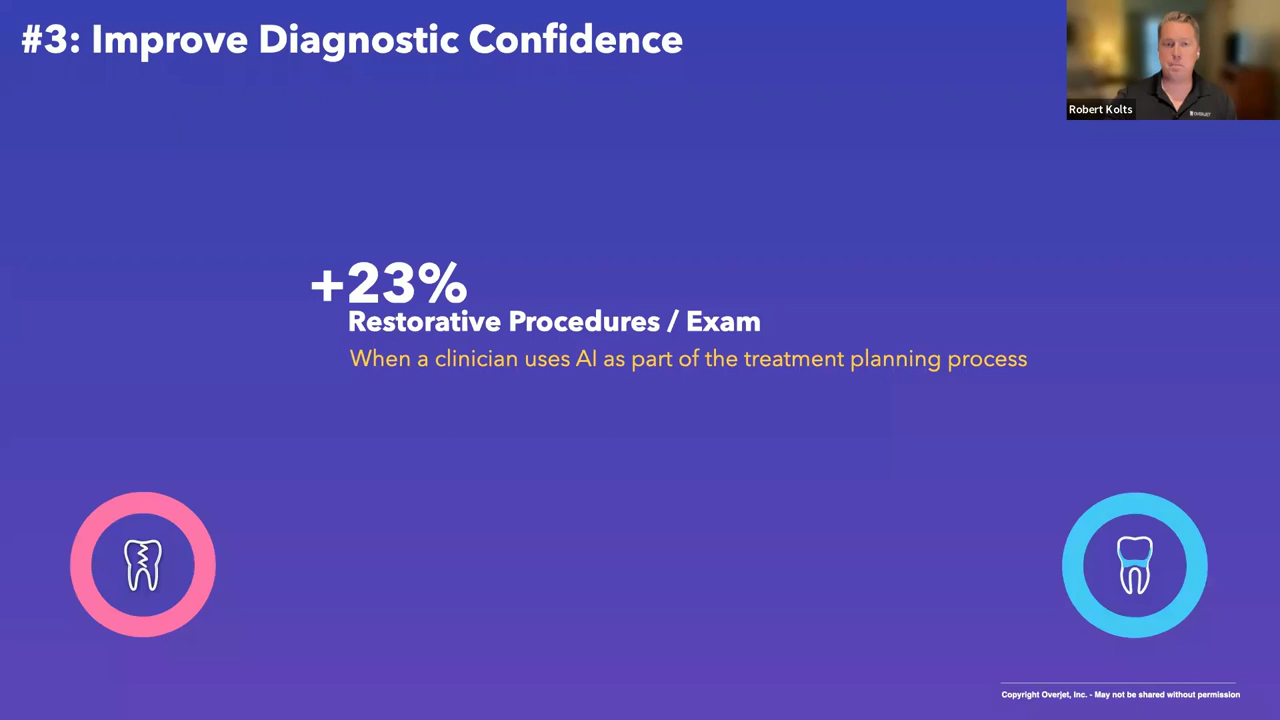 #3: Improve Diagnostic Confidence
Robert Kolts
+23%
Restorative Procedures / Exam
When a clinician uses AI as part of the treatment planning process
Copyright Overjet, Inc. - May not be shared without permission